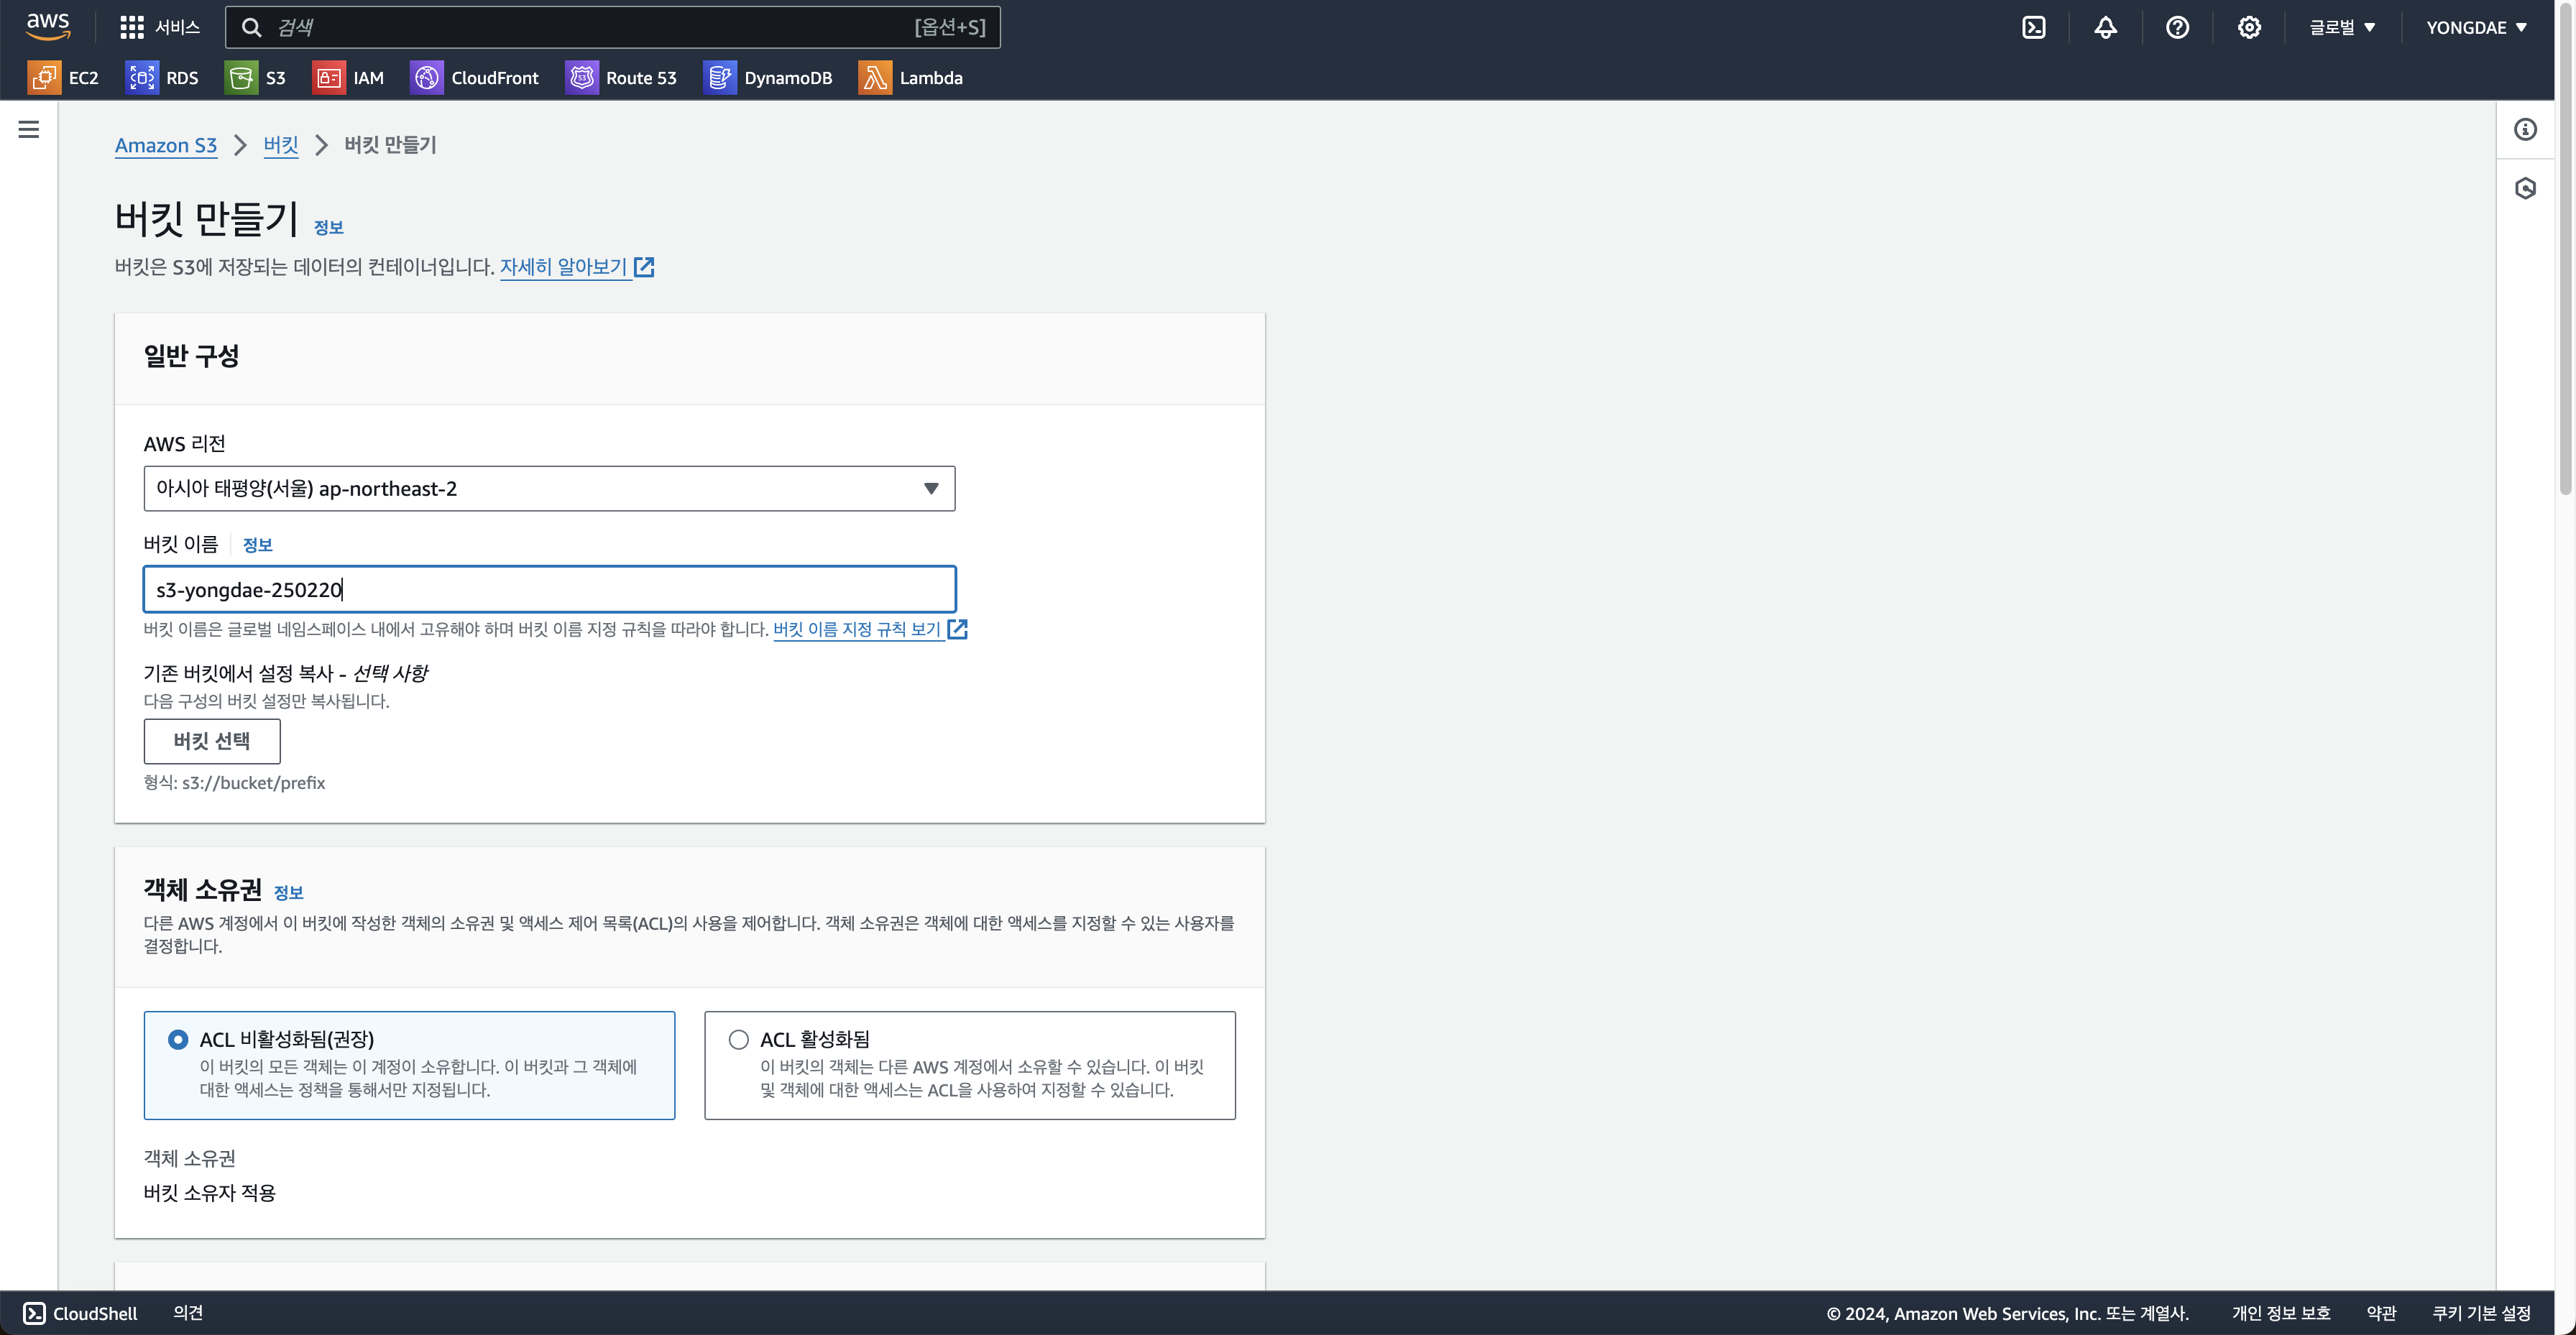 aws
서비스
검색
[옵션+S]
글로벌
YONGDAE
EC2
RDS
S3
IAM
CloudFront
Route 53
DynamoDB
Lambda
Amazon S3
버킷
버킷 만들기
버킷 만들기 정보
버킷은 S3에 저장되는 데이터의 컨테이너입니다. 자세히 알아보기
일반 구성
AWS 리전
아시아 태평양(서울) ap-northeast-2
버킷 이름 정보
s3-yongdae-250220
버킷 이름은 글로벌 네임스페이스 내에서 고유해야 하며 버킷 이름 지정 규칙을 따라야 합니다. 버킷 이름 지정 규칙 보기
기존 버킷에서 설정 복사 - 선택 사항
다음 구성의 버킷 설정만 복사됩니다.
버킷 선택
형식: s3://bucket/prefix
객체 소유권 정보
다른 AWS 계정에서 이 버킷에 작성한 객체의 소유권 및 액세스 제어 목록(ACL)의 사용을 제어합니다. 객체 소유권은 객체에 대한 액세스를 지정할 수 있는 사용자를
결정합니다.
ACL 비활성화됨(권장)
이 버킷의 모든 객체는 이 계정이 소유합니다. 이 버킷과 그 객체에
대한 액세스는 정책을 통해서만 지정됩니다.
ACL 활성화됨
이 버킷의 객체는 다른 AWS 계정에서 소유할 수 있습니다. 이 버킷
및 객체에 대한 액세스는 ACL을 사용하여 지정할 수 있습니다.
객체 소유권
버킷 소유자 적용
CloudShell
의견
© 2024, Amazon Web Services, Inc. 또는 계열사.
개인 정보 보호
약관
쿠키 기본 설정